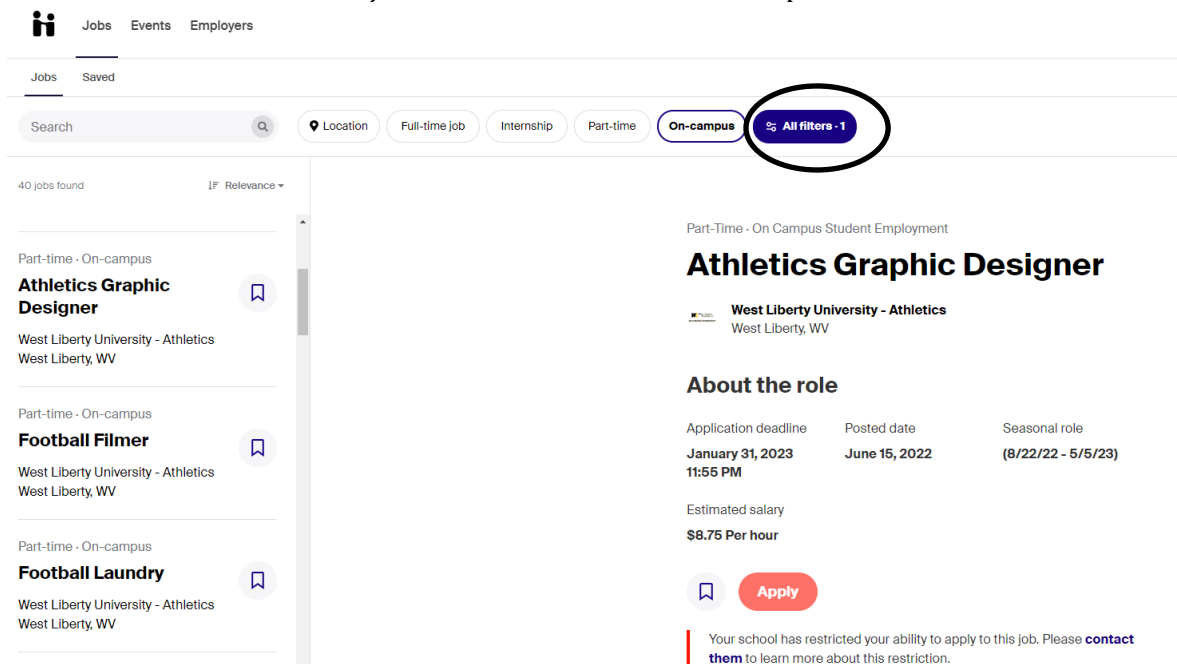 Jobs Events Employers
Jobs Saved
Search
Location Full-time job Internship Part-time On-campus All filters · 1
40 jobs found Relevance
Part-time · On-campus
Athletics Graphic
Designer
West Liberty University - Athletics
West Liberty, WV
Part-time · On-campus
Football Filmer
West Liberty University - Athletics
West Liberty, WV
Part-time · On-campus
Football Laundry
West Liberty University - Athletics
West Liberty, WV
Part-Time · On Campus Student Employment
Athletics Graphic Designer
West Liberty University - Athletics
West Liberty, WV
About the role
Application deadline Posted date Seasonal role
January 31, 2023 June 15, 2022 (8/22/22 - 5/5/23)
11:55 PM
Estimated salary
$8.75 Per hour
Apply
Your school has restricted your ability to apply to this job. Please contact
them to learn more about this restriction.